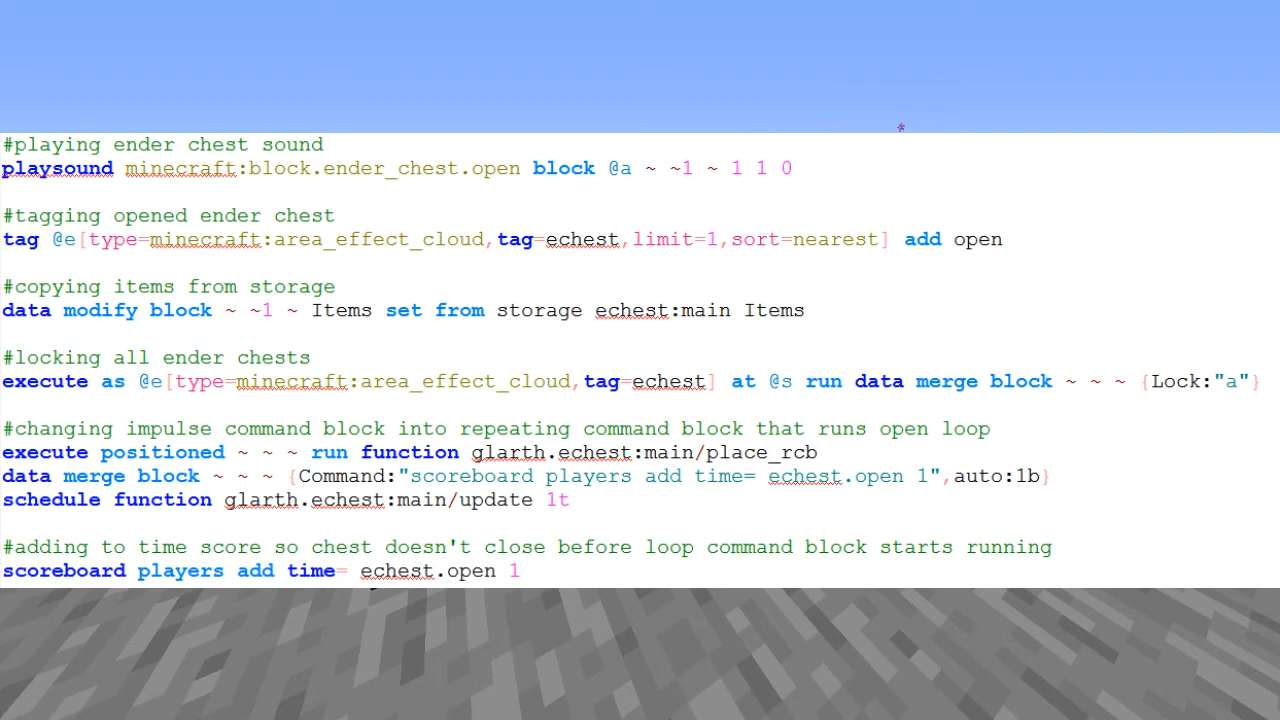 #playing ender chest sound
playsound minecraft:block.ender_chest.open block @a ~ ~1 ~ 1 1 0
#tagging opened ender chest
tag @e[type=minecraft:area_effect_cloud,tag=echest,limit=1,sort=nearest] add open
#copying items from storage
data modify block ~ ~1 ~ Items set from storage echest:main Items
#locking all ender chests
execute as @e[type=minecraft:area_effect_cloud,tag=echest] at @s run data merge block ~ ~ ~ {Lock:"a"}
#changing impulse command block into repeating command block that runs open loop
execute positioned ~ ~ ~ run function glarth.echest:main/place_rcb
data merge block ~ ~ ~ {Command:"scoreboard players add time= echest.open 1",auto:1b}
schedule function glarth.echest:main/update 1t
#adding to time score so chest doesn't close before loop command block starts running
scoreboard players add time= echest.open 1